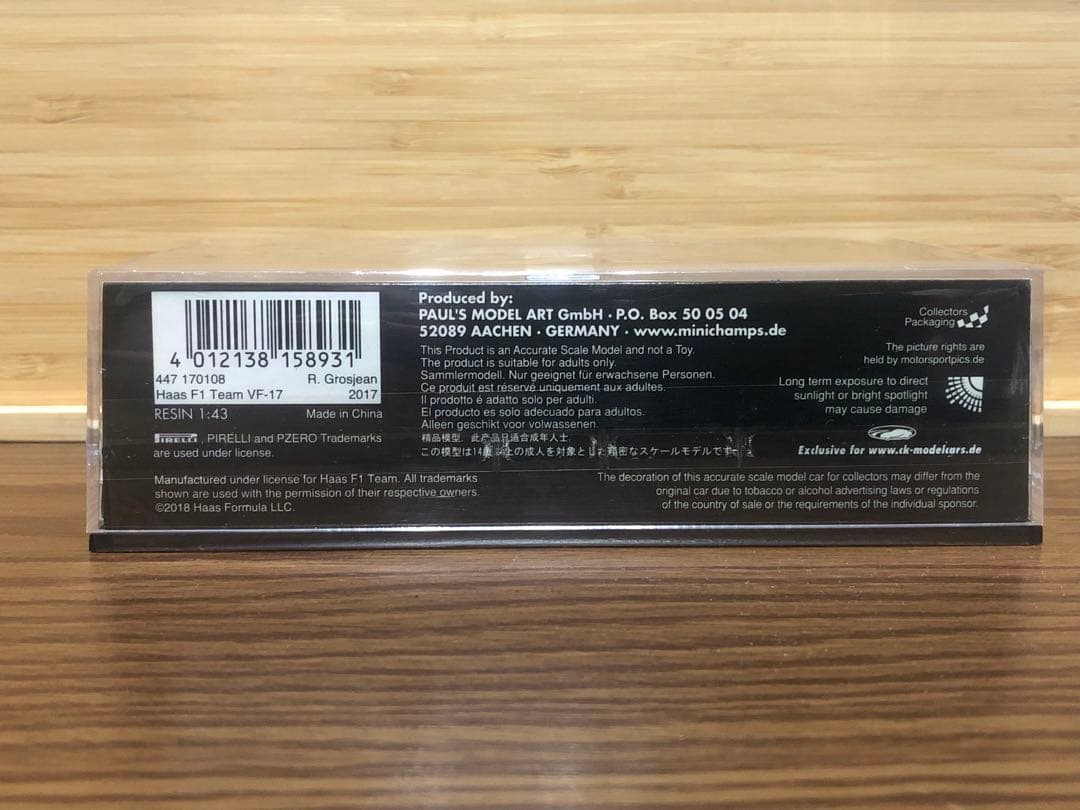 4 012138 158931
447 170108 R. Grosjean
Haas F1 Team VF-17 2017
RESIN 1:43 Made in China
PIRELLI, PIRELLI and PZERO Trademarks
are used under license.
Manufactured under license for Haas F1 Team. All trademarks
shown are used with the permission of their respective owners.
©2018 Haas Formula LLC.
Produced by:
PAUL'S MODEL ART GmbH · P.O. Box 50 05 04
52089 AACHEN · GERMANY · www.minichamps.de
This Product is an Accurate Scale Model and not a Toy.
The product is suitable for adults only.
Sammlermodell. Nur geeignet für erwachsene Personen.
Ce produit est réservé uniquement aux adultes.
Il prodotto é adatto solo per adulti.
El producto es solo adecuado para adultos.
Alleen geschikt voor volwassenen.
精品模型，此产品只适合成年人士
この模型は14歳以上の成人を対象とした精密なスケールモデルです。
Collectors
Packaging
The picture rights are
held by motorsportpics.de
Long term exposure to direct
sunlight or bright spotlight
may cause damage
Exclusive for www.ck-modelcars.de
The decoration of this accurate scale model car for collectors may differ from the
original car due to tobacco or alcohol advertising laws or regulations
of the country of sale or the requirements of the individual sponsor.